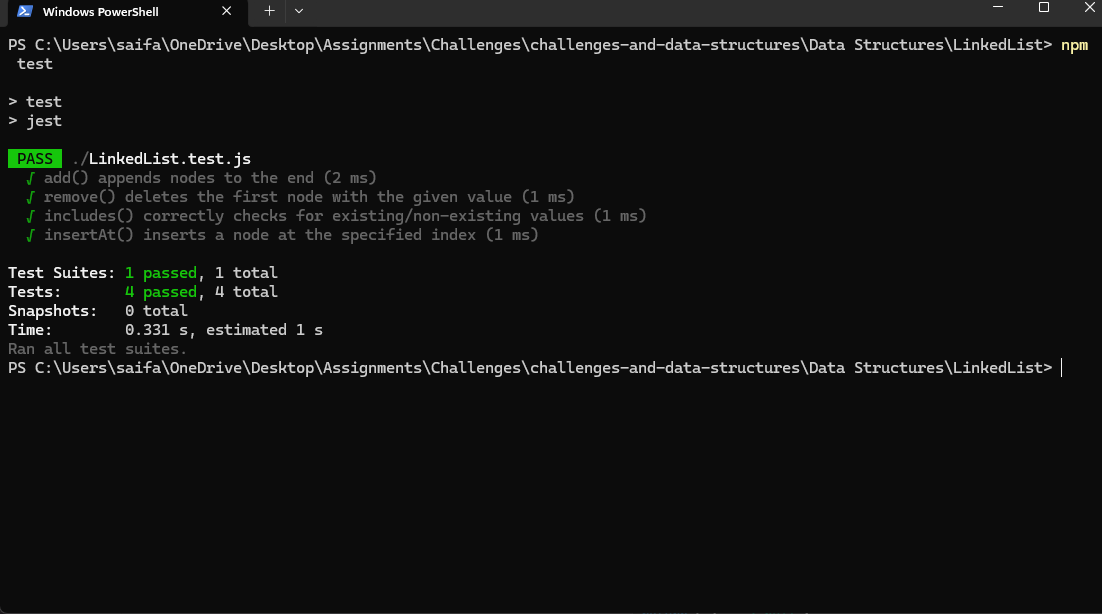 Windows PowerShell
PS C:\Users\saifa\OneDrive\Desktop\Assignments\Challenges\challenges-and-data-structures\Data Structures\LinkedList> npm
 test
> test
> jest
PASS ./LinkedList.test.js
√ add() appends nodes to the end (2 ms)
√ remove() deletes the first node with the given value (1 ms)
√ includes() correctly checks for existing/non-existing values (1 ms)
√ insertAt() inserts a node at the specified index (1 ms)
Test Suites: 1 passed, 1 total
Tests:       4 passed, 4 total
Snapshots:   0 total
Time:        0.331 s, estimated 1 s
Ran all test suites.
PS C:\Users\saifa\OneDrive\Desktop\Assignments\Challenges\challenges-and-data-structures\Data Structures\LinkedList>